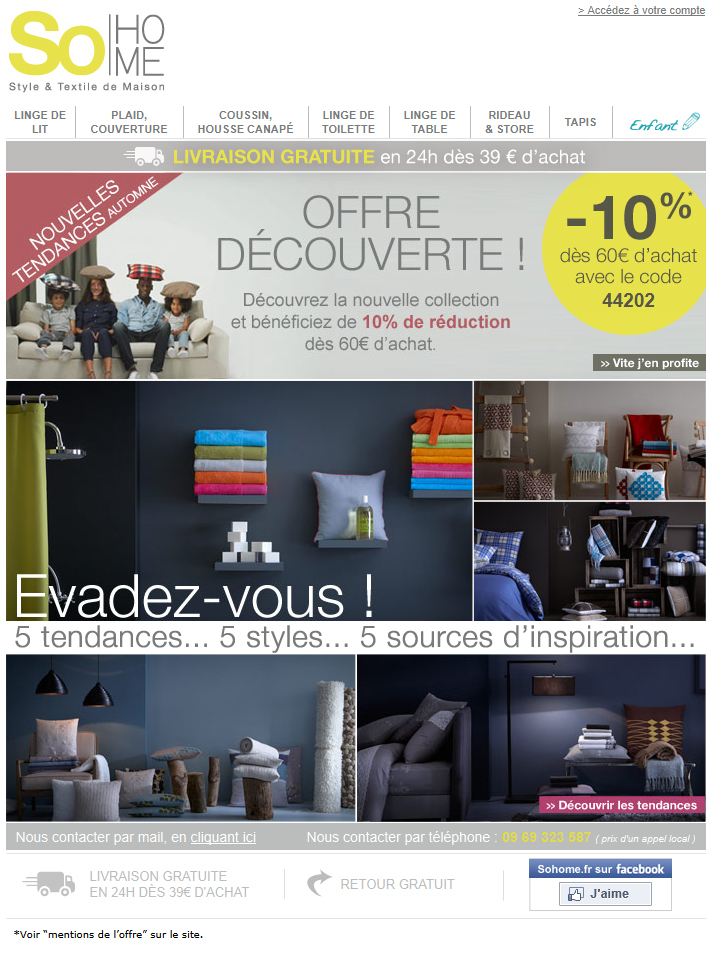 > Accédez à votre compte
So HOME
Style & Textile de Maison
LINGE DE LIT
PLAID, COUVERTURE
COUSSIN, HOUSSE CANAPÉ
LINGE DE TOILETTE
LINGE DE TABLE
RIDEAU & STORE
TAPIS
Enfant
LIVRAISON GRATUITE en 24h dès 39 € d'achat
NOUVELLES
TENDANCES AUTOMNE
OFFRE
DÉCOUVERTE !
Découvrez la nouvelle collection
et bénéficiez de 10% de réduction
dès 60€ d'achat.
-10%*
dès 60€ d'achat
avec le code
44202
>> Vite j'en profite
Evadez-vous !
5 tendances... 5 styles... 5 sources d'inspiration...
>> Découvrir les tendances
Nous contacter par mail, en cliquant ici
Nous contacter par téléphone : 09 69 323 587 ( prix d'un appel local )
LIVRAISON GRATUITE
EN 24H DÈS 39€ D'ACHAT
RETOUR GRATUIT
Sohome.fr sur facebook
J'aime
*Voir “mentions de l'offre” sur le site.